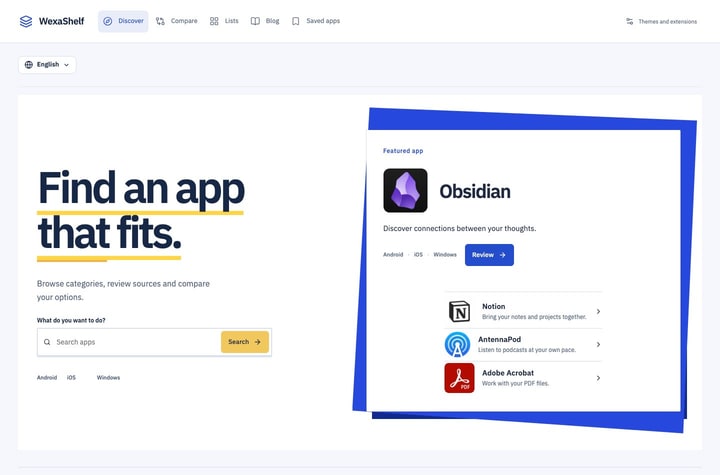 WexaShelf
Discover
Compare
Lists
Blog
Saved apps
Themes and extensions
English
Find an app
that fits.
Browse categories, review sources and compare
your options.
What do you want to do?
Search apps
Search
Android iOS Windows
Featured app
Obsidian
Discover connections between your thoughts.
Android · iOS · Windows
Review
Notion
Bring your notes and projects together.
AntennaPod
Listen to podcasts at your own pace.
PDF
Adobe Acrobat
Work with your PDF files.